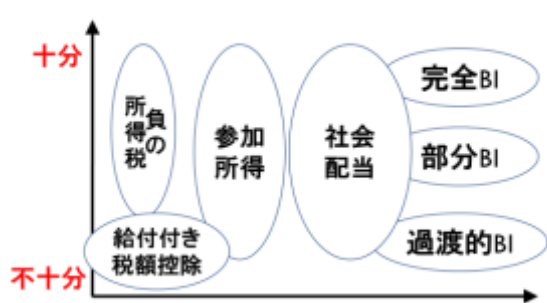 十分
負の
所得税
参加
所得
社会
配当
完全BI
部分BI
過渡的BI
給付付き
税額控除
不十分